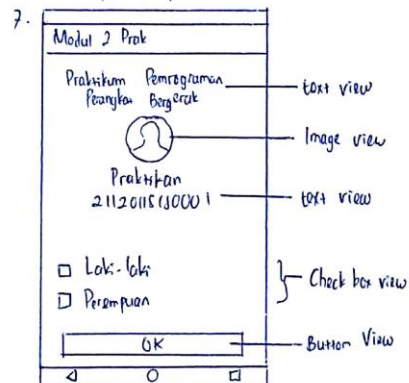 7.
Modul 2 Prak
Praktikum Pemrograman
Perangkat Bergerak
text view
Image view
Praktikan
text view
Laki-laki
Perempuan
Check box view
OK
Button View